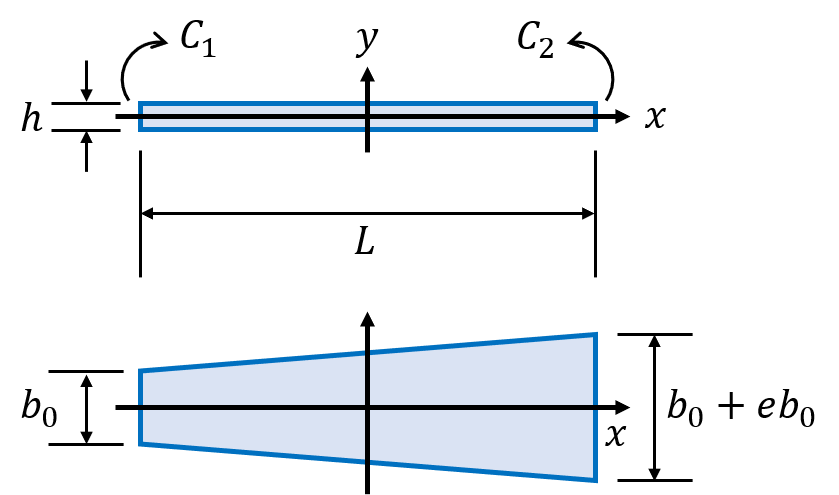 C₁ y C₂
h x
L
b₀ x b₀ + eb₀